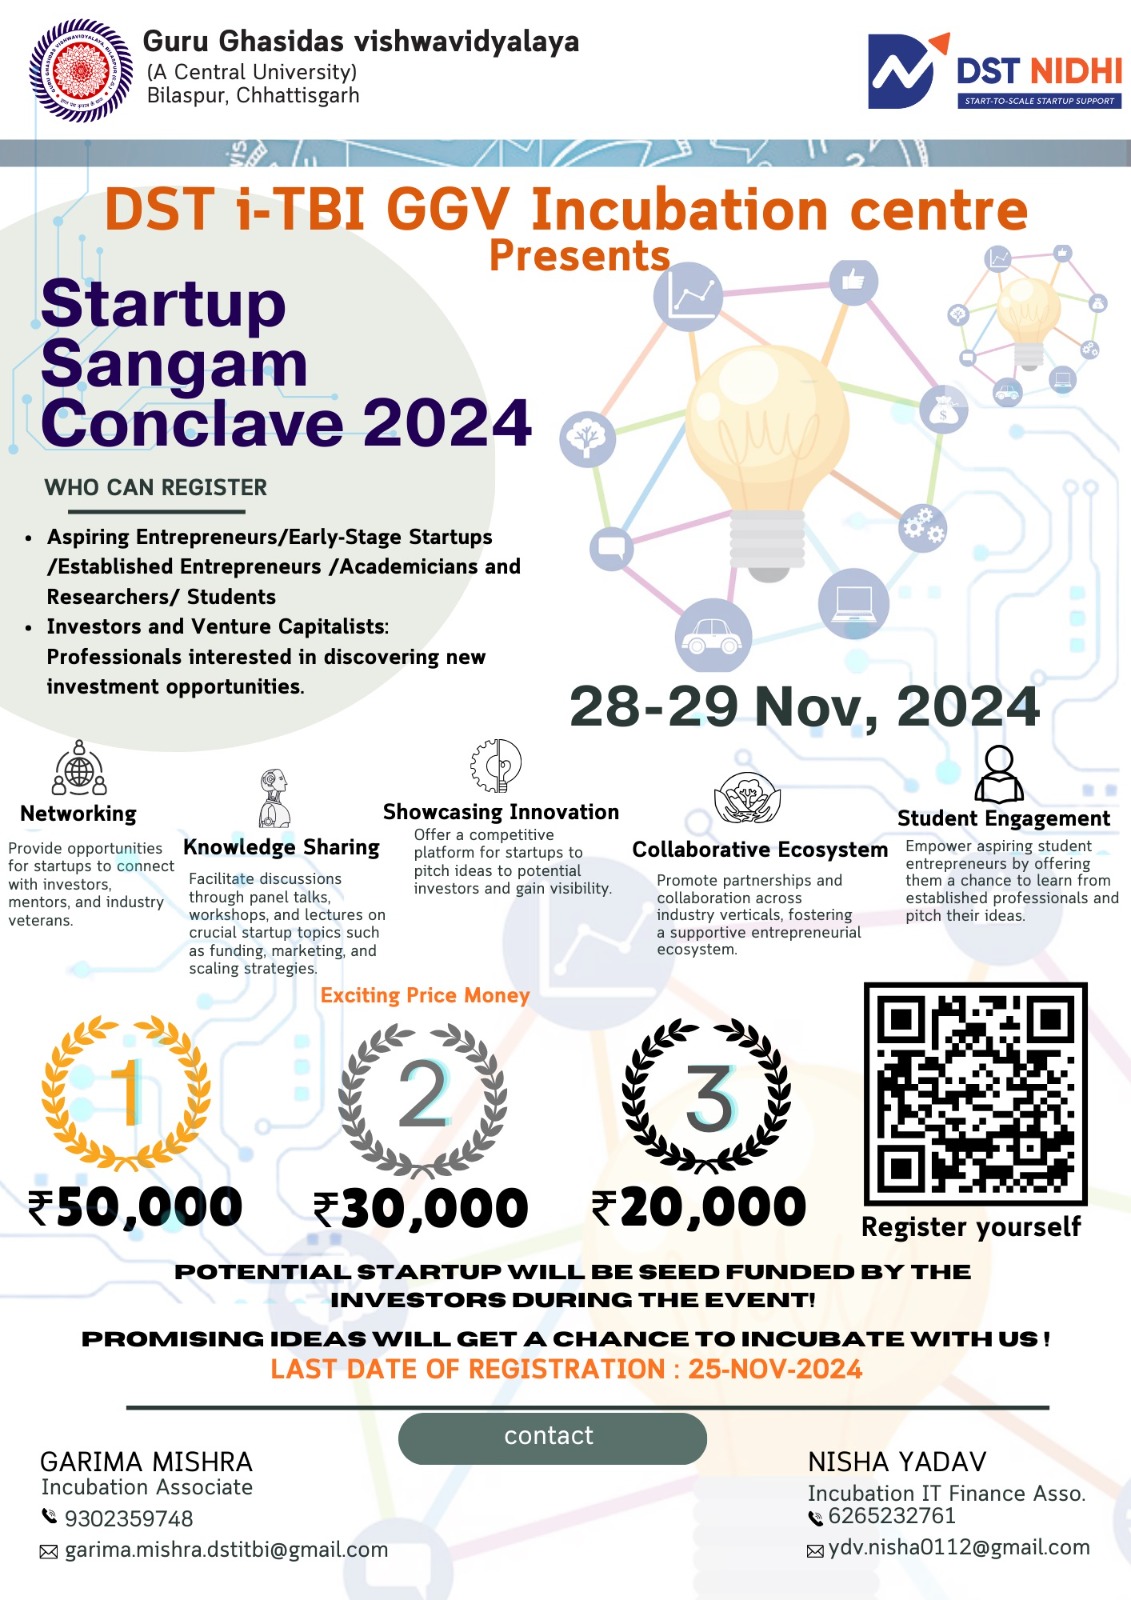 Guru Ghasidas vishwavidyalaya
(A Central University)
Bilaspur, Chhattisgarh
DST NIDHI
START-TO-SCALE STARTUP SUPPORT
DST i-TBI GGV Incubation centre
Presents
Startup
Sangam
Conclave 2024
WHO CAN REGISTER
• Aspiring Entrepreneurs/Early-Stage Startups
/Established Entrepreneurs /Academicians and
Researchers/ Students
• Investors and Venture Capitalists:
Professionals interested in discovering new
investment opportunities.
28-29 Nov, 2024
Networking
Provide opportunities
for startups to connect
with investors,
mentors, and industry
veterans.
Knowledge Sharing
Facilitate discussions
through panel talks,
workshops, and lectures on
crucial startup topics such
as funding, marketing, and
scaling strategies.
Showcasing Innovation
Offer a competitive
platform for startups to
pitch ideas to potential
investors and gain visibility.
Collaborative Ecosystem
Promote partnerships and
collaboration across
industry verticals, fostering
a supportive entrepreneurial
ecosystem.
Student Engagement
Empower aspiring student
entrepreneurs by offering
them a chance to learn from
established professionals and
pitch their ideas.
Exciting Price Money
1
2
3
₹50,000
₹30,000
₹20,000
Register yourself
POTENTIAL STARTUP WILL BE SEED FUNDED BY THE
INVESTORS DURING THE EVENT!
PROMISING IDEAS WILL GET A CHANCE TO INCUBATE WITH US !
LAST DATE OF REGISTRATION : 25-NOV-2024
contact
GARIMA MISHRA
Incubation Associate
9302359748
garima.mishra.dstitbi@gmail.com
NISHA YADAV
Incubation IT Finance Asso.
6265232761
ydv.nisha0112@gmail.com